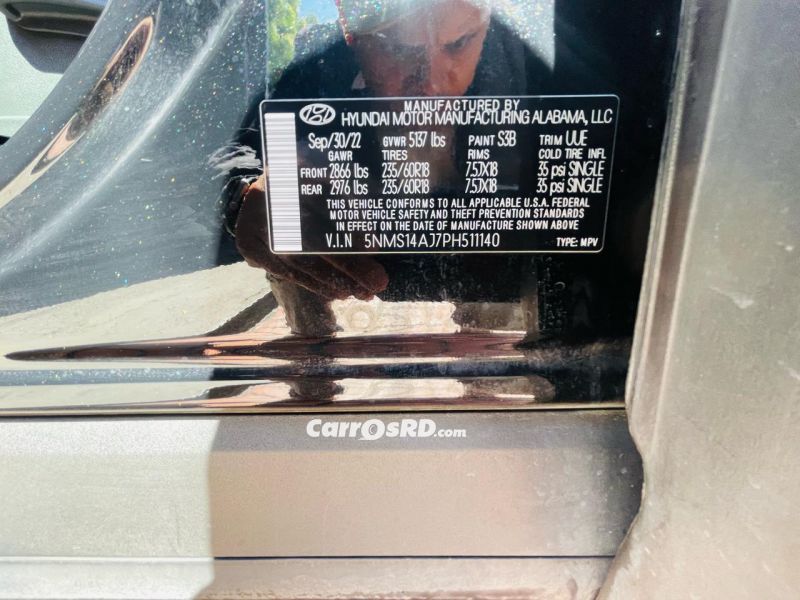 MANUFACTURED BY
HYUNDAI MOTOR MANUFACTURING ALABAMA, LLC
Sep/30/22 GVWR 5137 lbs PAINT S3B TRIM UUE
GAWR TIRES RIMS COLD TIRE INFL
FRONT 2866 lbs 235/60R18 7.5JX18 35 psi SINGLE
REAR 2976 lbs 235/60R18 7.5JX18 35 psi SINGLE
THIS VEHICLE CONFORMS TO ALL APPLICABLE U.S.A. FEDERAL
MOTOR VEHICLE SAFETY AND THEFT PREVENTION STANDARDS
IN EFFECT ON THE DATE OF MANUFACTURE SHOWN ABOVE
V.I.N 5NMS14AJ7PH511140 TYPE: MPV
CarrOsRD.com